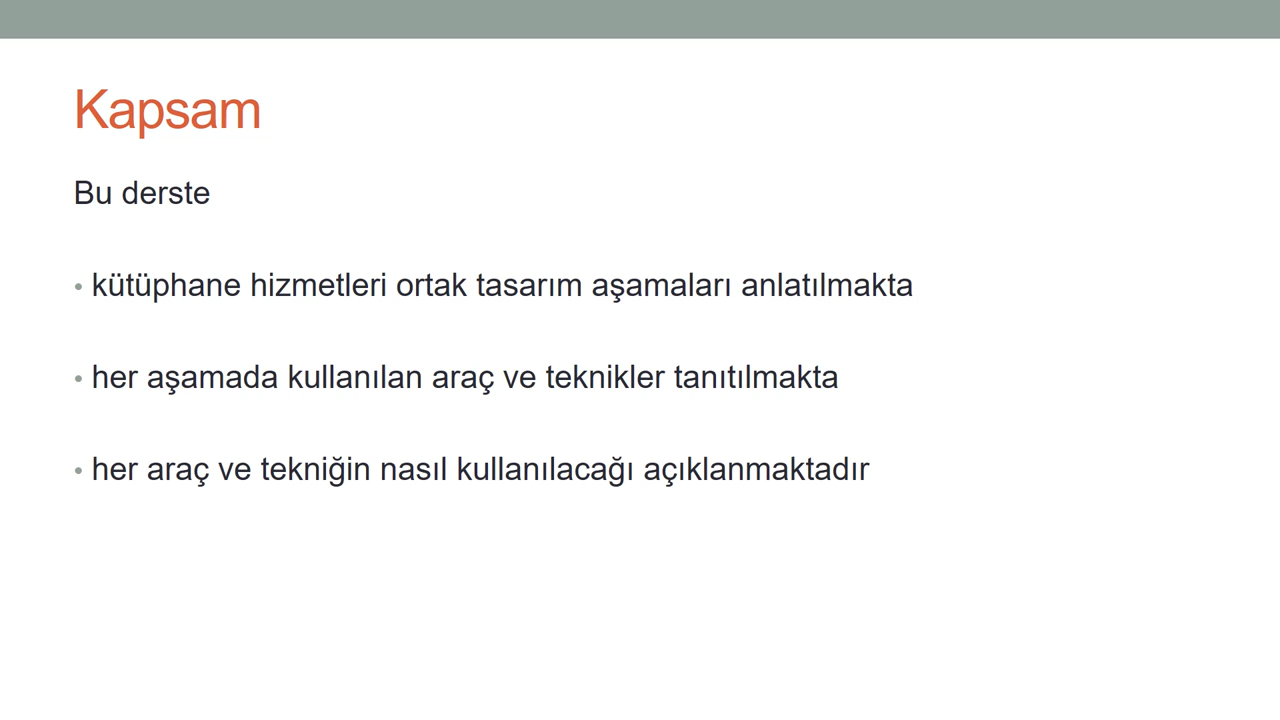 Kapsam
Bu derste
• kütüphane hizmetleri ortak tasarım aşamaları anlatılmakta
• her aşamada kullanılan araç ve teknikler tanıtılmakta
• her araç ve tekniğin nasıl kullanılacağı açıklanmaktadır